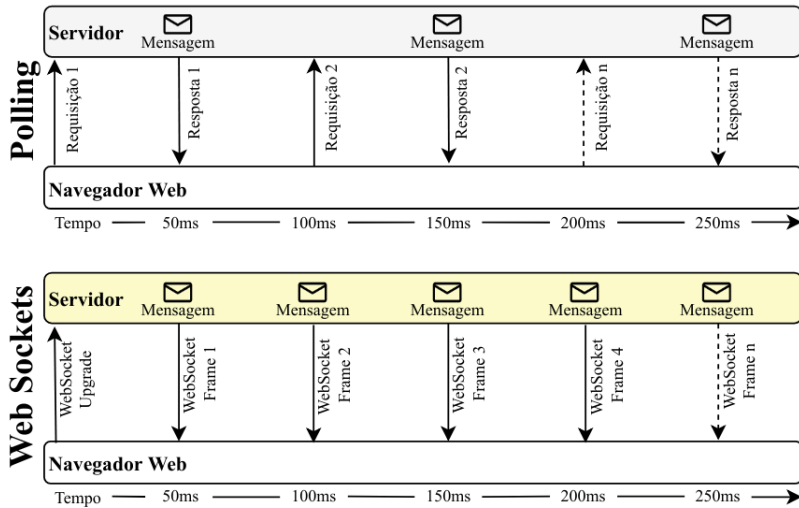 Polling
Servidor
Mensagem
Mensagem
Mensagem
Requisição 1
Resposta 1
Requisição 2
Resposta 2
Requisição n
Resposta n
Navegador Web
Tempo 50ms 100ms 150ms 200ms 250ms
Web Sockets
Servidor
Mensagem
Mensagem
Mensagem
Mensagem
Mensagem
WebSocket
Upgrade
WebSocket
Frame 1
WebSocket
Frame 2
WebSocket
Frame 3
WebSocket
Frame 4
WebSocket
Frame n
Navegador Web
Tempo 50ms 100ms 150ms 200ms 250ms